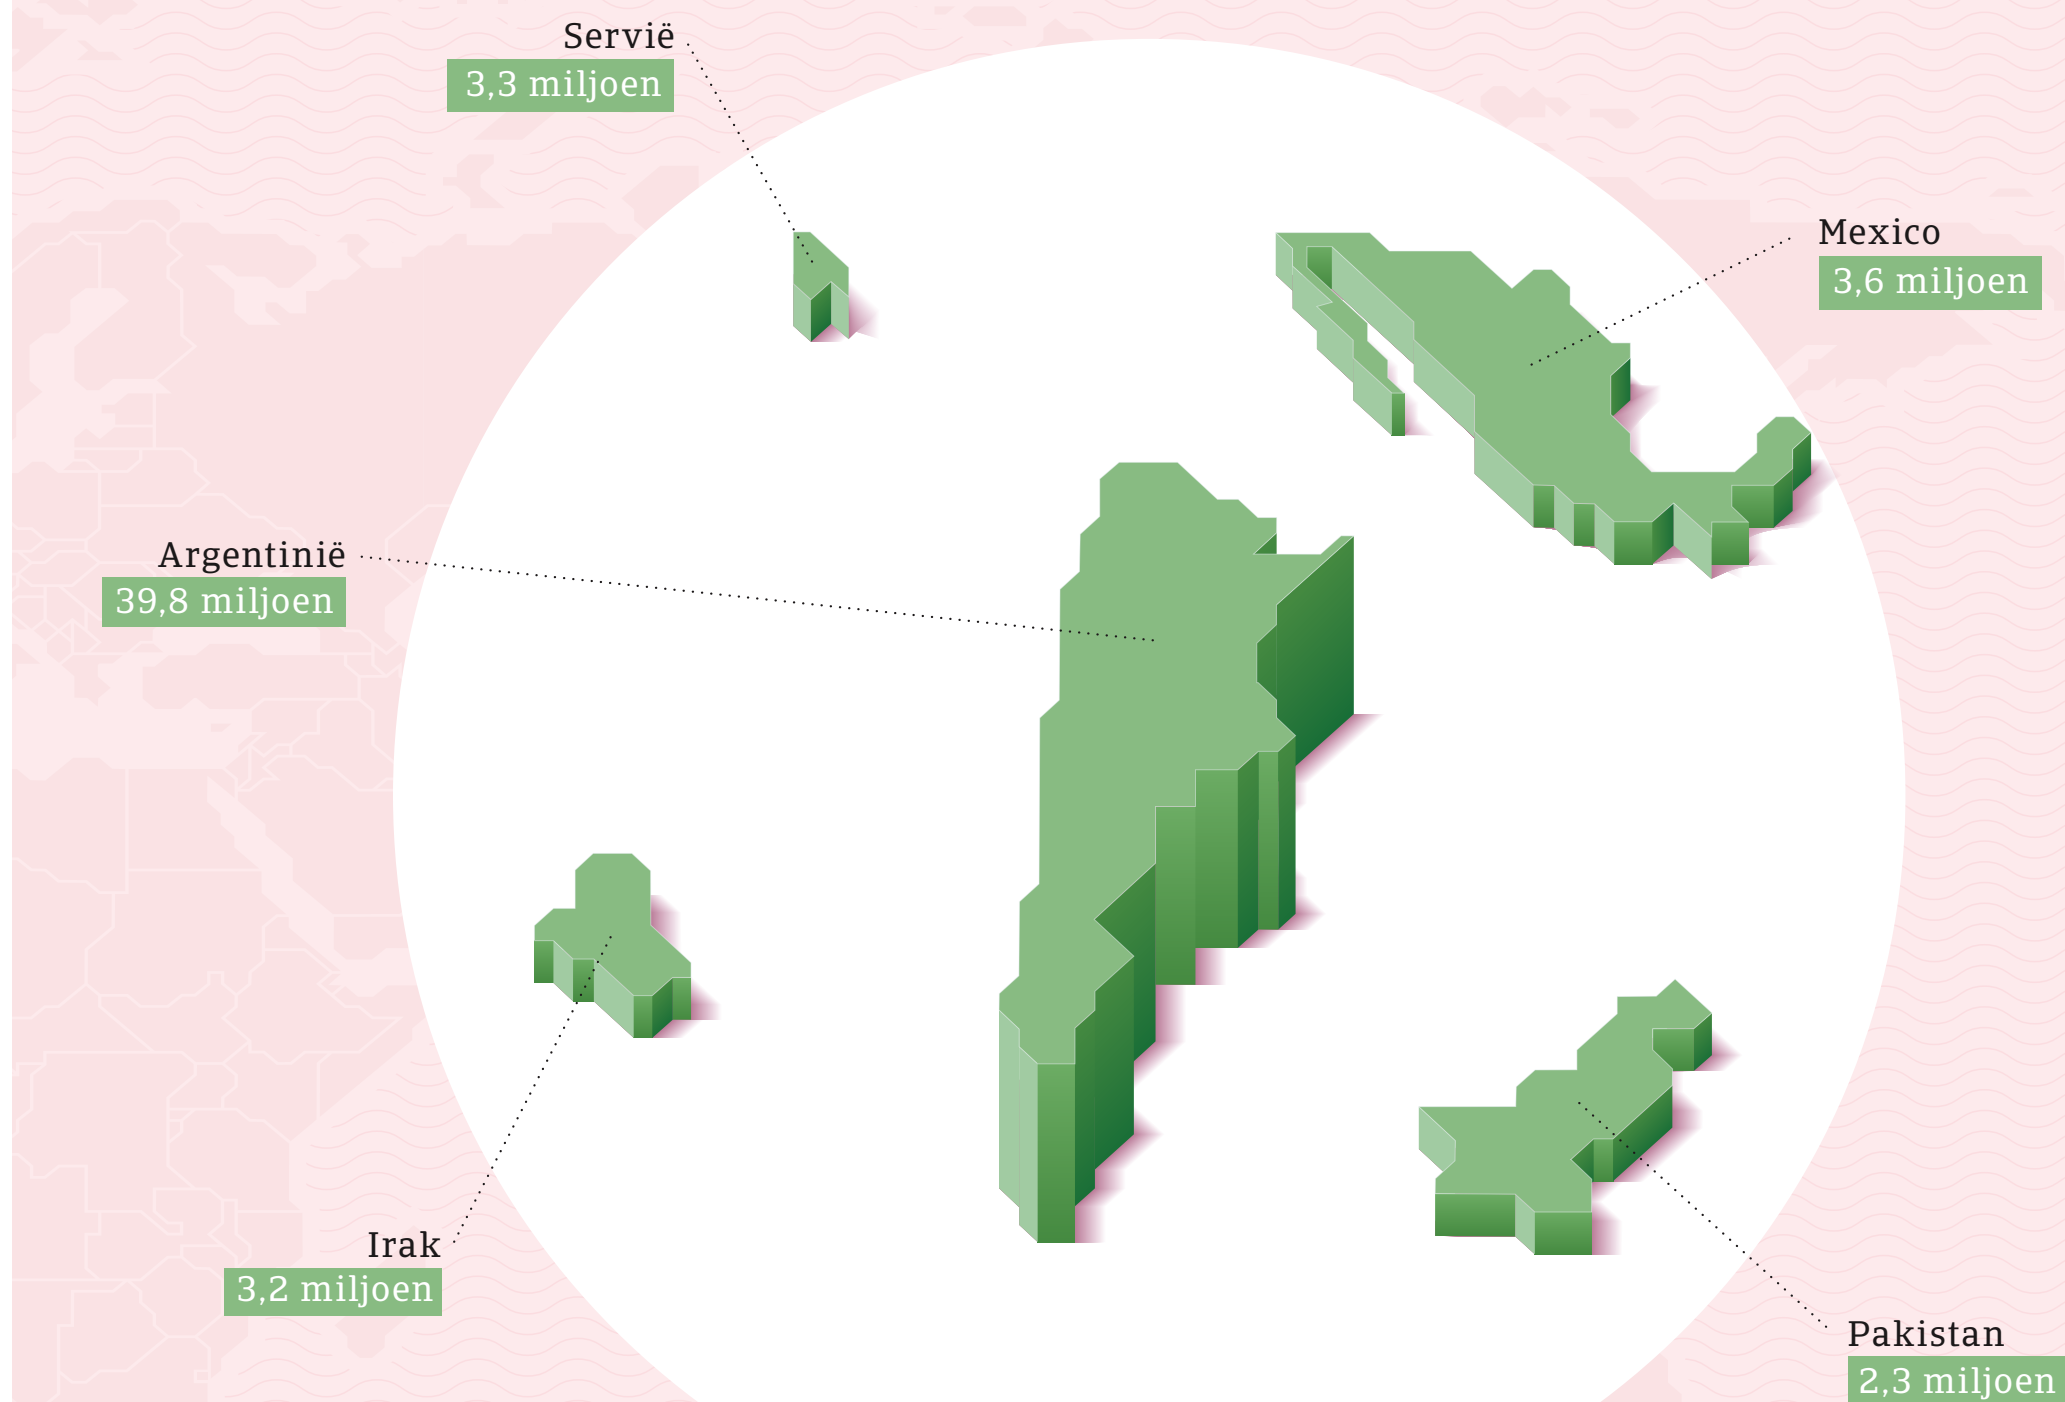 Servië
3,3 miljoen
Mexico
3,6 miljoen
Argentinië
39,8 miljoen
Irak
3,2 miljoen
Pakistan
2,3 miljoen